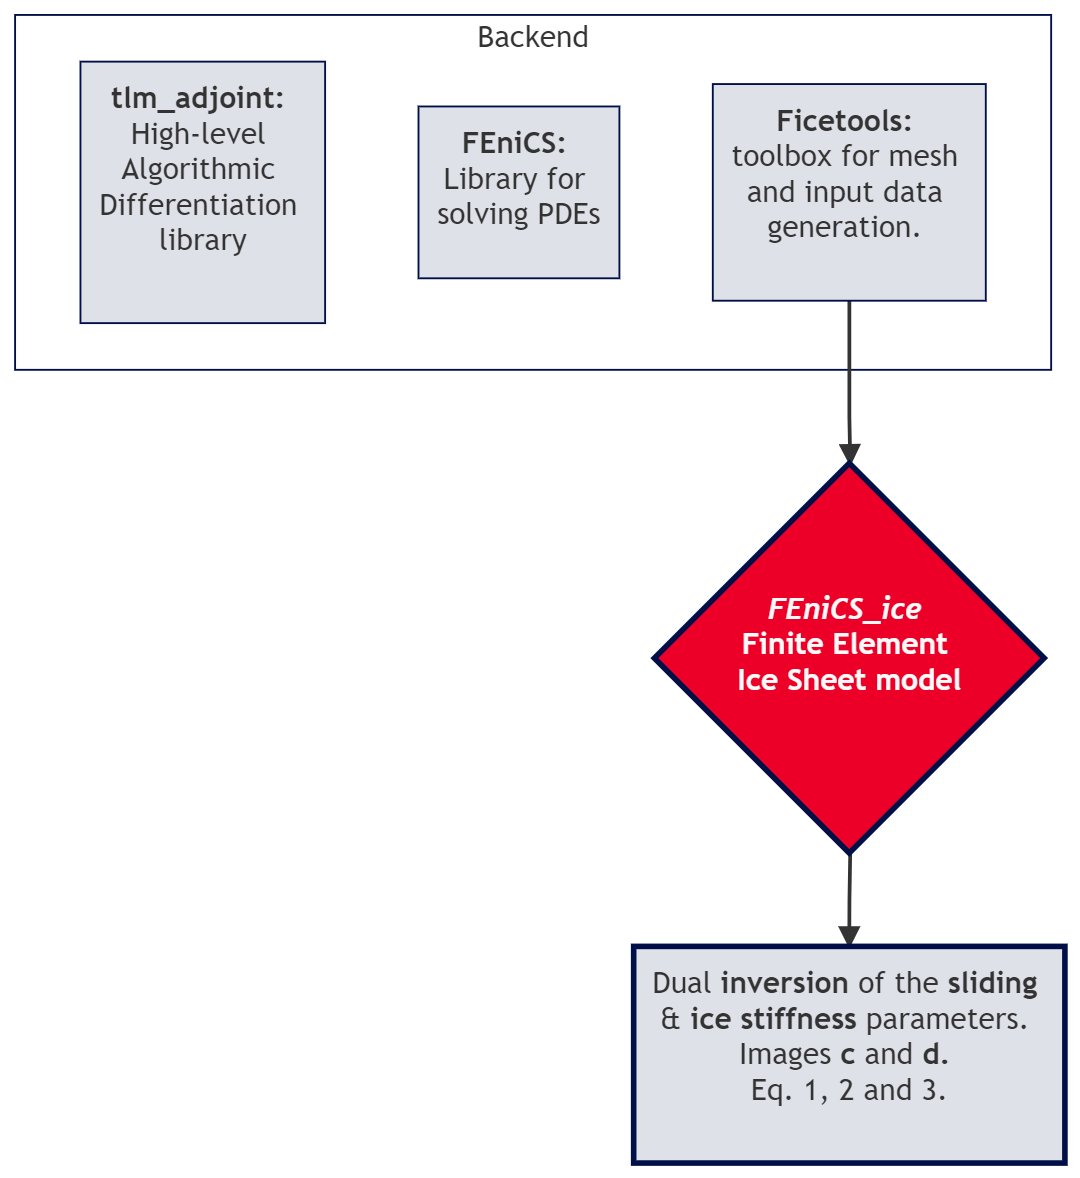 Backend
tlm_adjoint:
High-level
Algorithmic
Differentiation
library
FEniCS:
Library for
solving PDEs
Ficetools:
toolbox for mesh
and input data
generation.
FEniCS_ice
Finite Element
Ice Sheet model
Dual inversion of the sliding
& ice stiffness parameters.
Images c and d.
Eq. 1, 2 and 3.